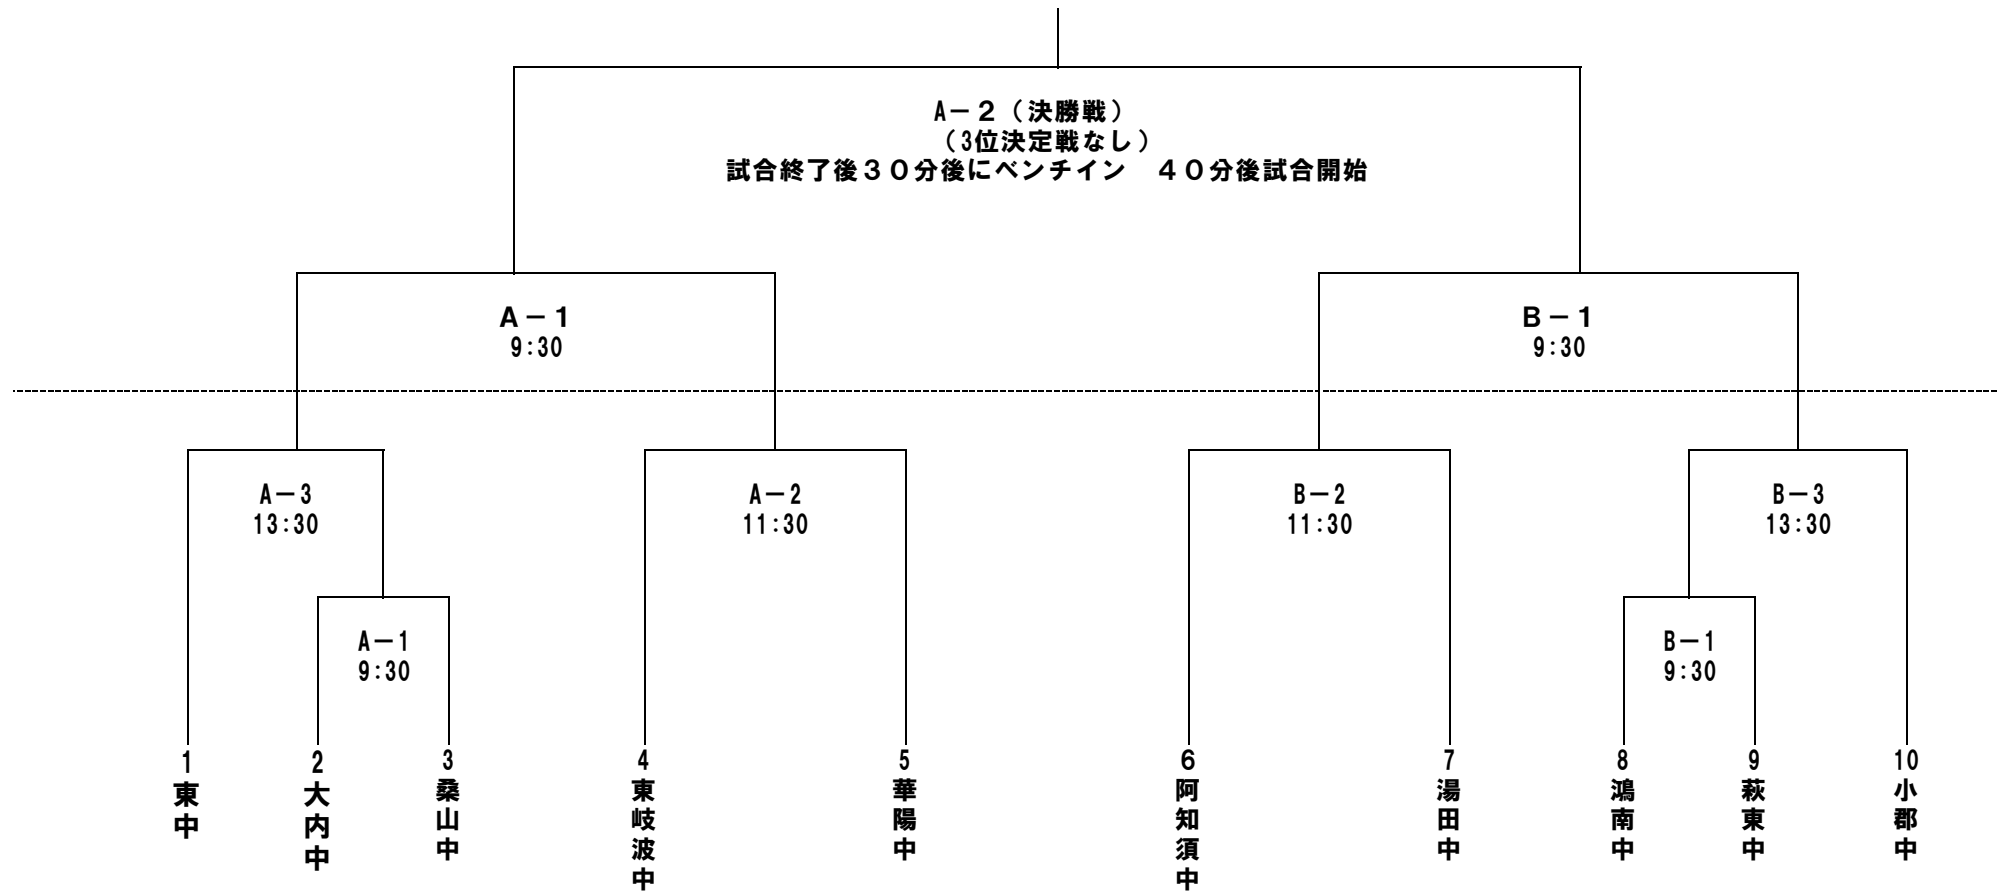 A－２（決勝戦）
（3位決定戦なし）
試合終了後３０分後にベンチイン　４０分後試合開始
A－1
9:30
B－1
9:30
A－3
13:30
A－2
11:30
B－2
11:30
B－3
13:30
A－1
9:30
B－1
9:30
1
東中
2
大内中
3
桑山中
4
東岐波中
5
華陽中
6
阿知須中
7
湯田中
8
鴻南中
9
萩東中
10
小郡中